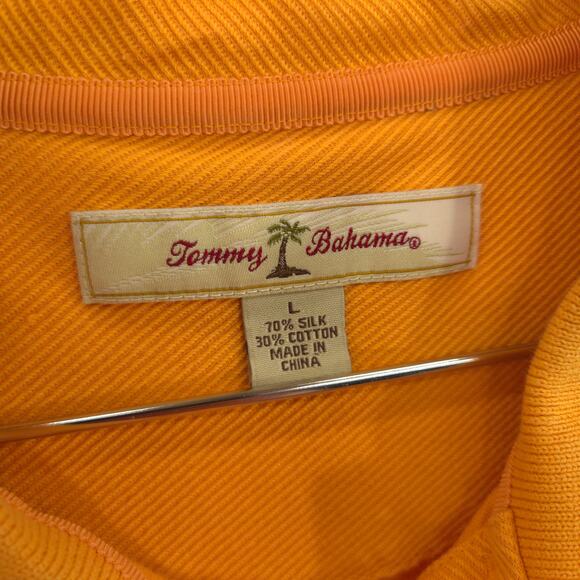 Tommy Bahama®
L
70% SILK
30% COTTON
MADE IN
CHINA